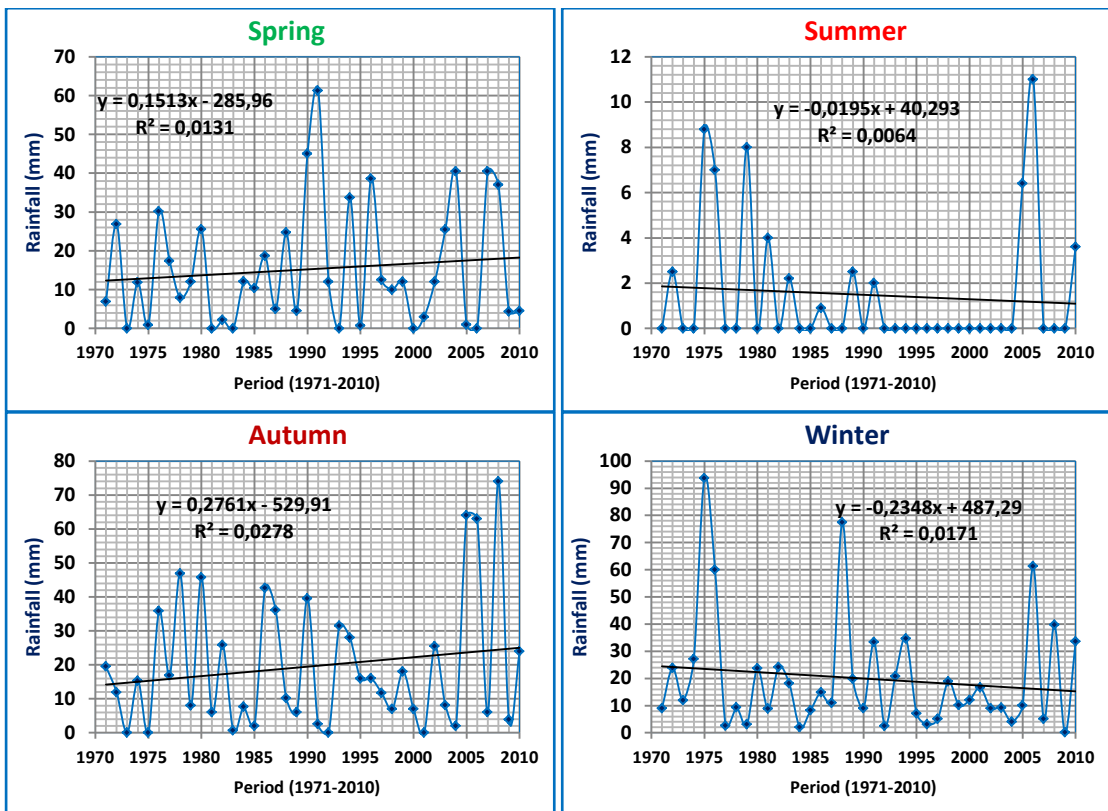 Spring
70
60
50
40
30
20
10
0
Rainfall (mm)
y = 0,1513x - 285,96
R² = 0,0131
1970 1975 1980 1985 1990 1995 2000 2005 2010
Period (1971-2010)
Summer
12
10
8
6
4
2
0
Rainfall (mm)
y = -0,0195x + 40,293
R² = 0,0064
1970 1975 1980 1985 1990 1995 2000 2005 2010
Period (1971-2010)
Autumn
80
70
60
50
40
30
20
10
0
Rainfall (mm)
y = 0,2761x - 529,91
R² = 0,0278
1970 1975 1980 1985 1990 1995 2000 2005 2010
Period (1971-2010)
Winter
100
90
80
70
60
50
40
30
20
10
0
Rainfall (mm)
y = -0,2348x + 487,29
R² = 0,0171
1970 1975 1980 1985 1990 1995 2000 2005 2010
Period (1971-2010)